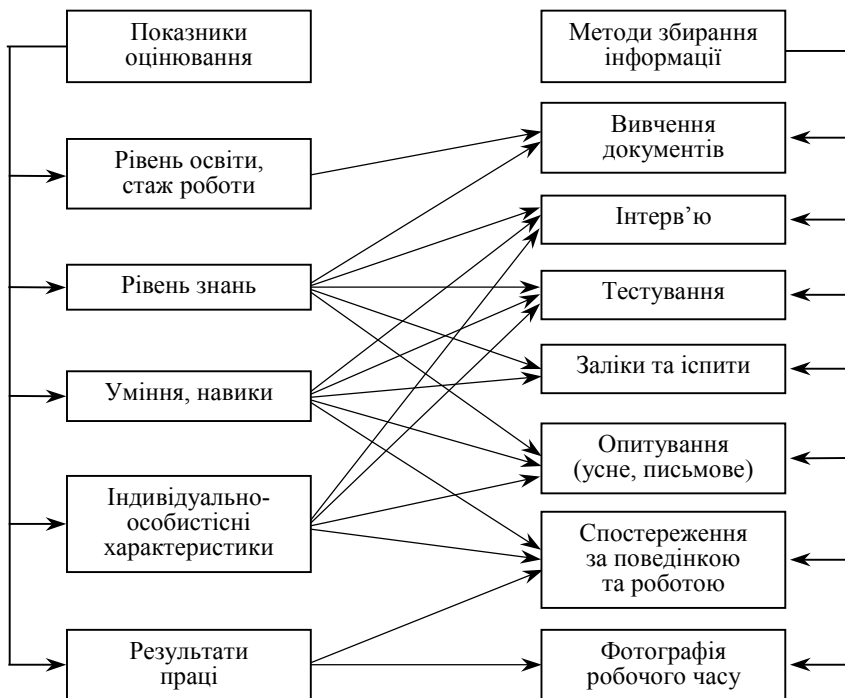 Показники
оцінювання
Методи збирання
інформації
Рівень освіти,
стаж роботи
Вивчення
документів
Інтерв’ю
Рівень знань
Тестування
Заліки та іспити
Уміння, навики
Опитування
(усне, письмове)
Індивідуально-
особистісні
характеристики
Спостереження
за поведінкою
та роботою
Результати
праці
Фотографія
робочого часу